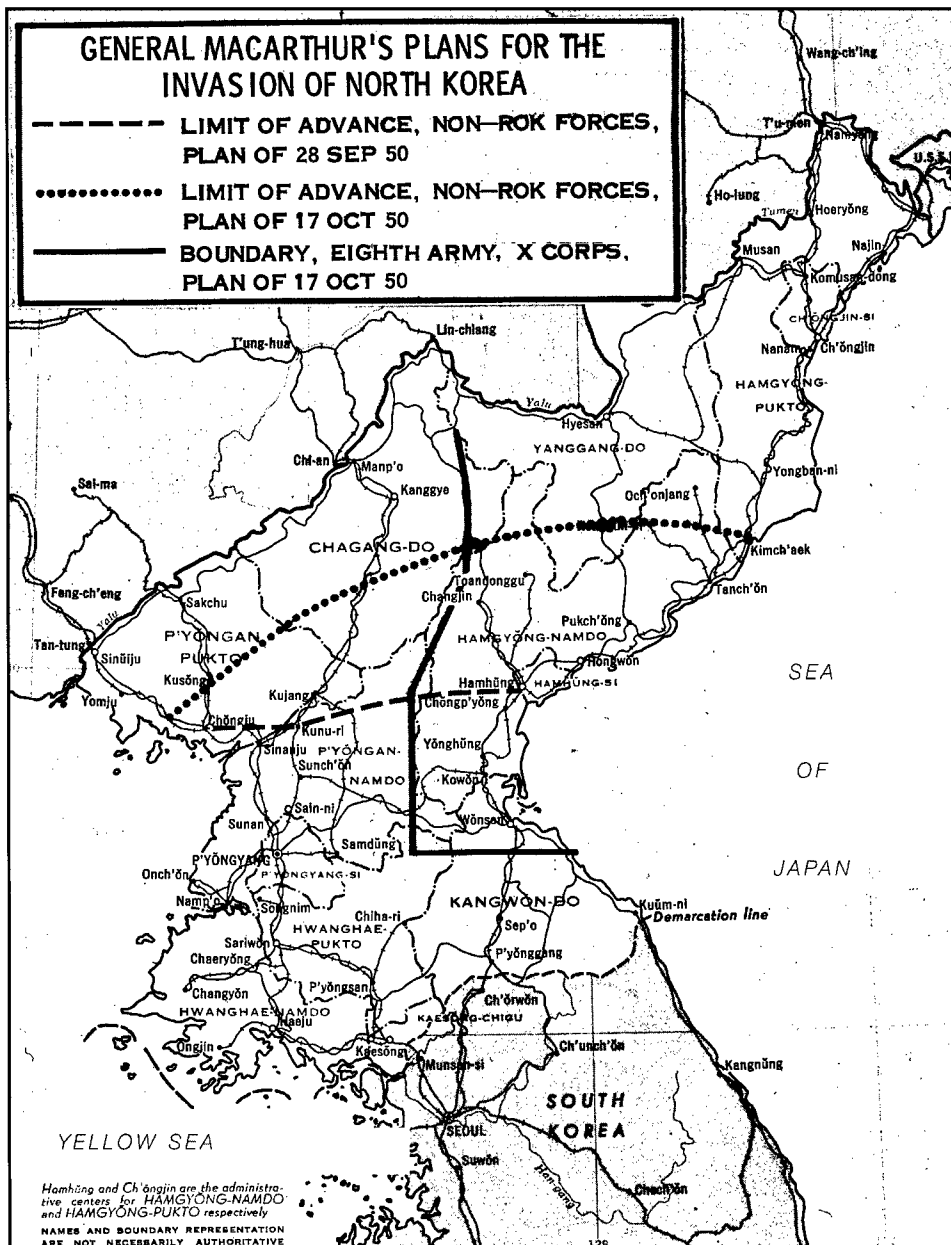 GENERAL MACARTHUR'S PLANS FOR THE
INVASION OF NORTH KOREA
LIMIT OF ADVANCE, NON-ROK FORCES,
PLAN OF 28 SEP 50
LIMIT OF ADVANCE, NON-ROK FORCES,
PLAN OF 17 OCT 50
BOUNDARY, EIGHTH ARMY, X CORPS,
PLAN OF 17 OCT 50
Wang-ch'ing
T'u-men
Namyang
U.S.S.R
Ho-lung
Tumen
Hoeryŏng
Musan
Najin
Komusan-dong
CH'ŎNGJIN-SI
Lin-chiang
T'ung-hua
Nanam
Ch'ŏngjin
HAMGYŎNG-
PUKTO
Yalu
Hyesan
YANGGANG-DO
Chi-an
Manp'o
Yongban-ni
Sai-ma
Kanggye
Och'onjang
CHAGANG-DO
Kimch'aek
Toandonggu
Fang-ch'eng
Changjin
Tanch'ŏn
Sakchu
Yalu
P'YŎNGAN
PUKTO
Pukch'ŏng
HAMGYŎNG-NAMDO
Tan-tung
Sinŭiju
Hongwŏn
SEA
Kusŏng
Hamhŭng
HAMHŬNG-SI
Yomju
Kujang
Chŏngp'yŏng
Chŏngju
Kunu-ri
Sinanju
P'YŎNGAN-
NAMDO
Yŏnghŭng
Sunch'ŏn
OF
Kowŏn
Sain-ni
Sunan
Wŏnsan
Samdŭng
P'YŎNGYANG
P'YŎNGYANG-SI
JAPAN
Onch'ŏn
Namp'o
Songnim
KANGWŎN-DO
Kuŭm-ni
Demarcation line
Chiha-ri
HWANGHAE-
PUKTO
Sep'o
Sariwŏn
Chaeryŏng
P'yŏnggang
Changyŏn
P'yŏngsan
Ch'ŏrwŏn
HWANGHAE-NAMDO
Haeju
KAESŎNG-CHIGU
Ongjin
Kaesŏng
Munsan-si
Ch'unch'ŏn
Kangnŭng
SOUTH
KOREA
YELLOW SEA
SEOUL
Suwŏn
Han-gang
Chech'ŏn
Hamhŭng and Ch'ŏngjin are the administra-
tive centers for HAMGYŎNG-NAMDO
and HAMGYŎNG-PUKTO respectively
NAMES AND BOUNDARY REPRESENTATION
ARE NOT NECESSARILY AUTHORITATIVE